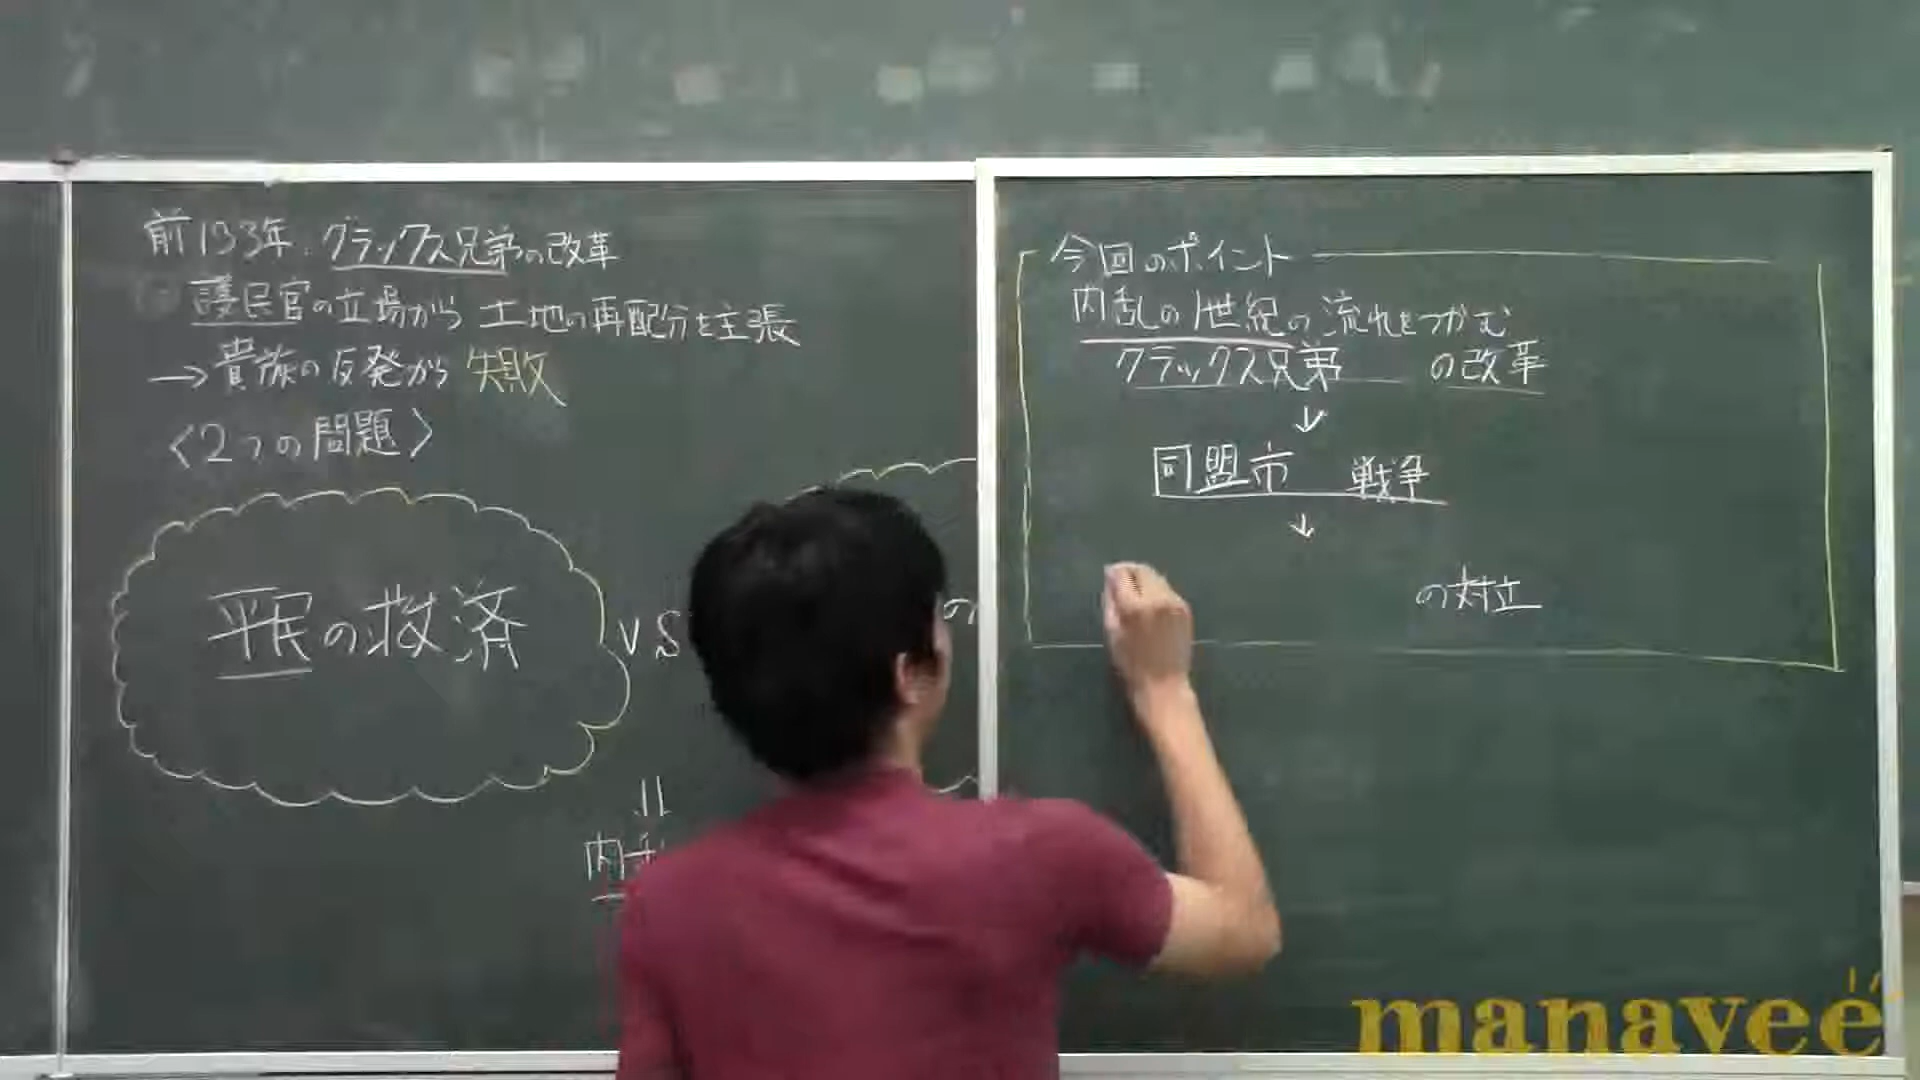 前133年.グラックス兄弟の改革
護民官の立場から 土地の再配分を主張
→貴族の反発から 失敗
〈2つの問題〉
平民の救済
VS
の
内乱
今回のポイント
内乱の1世紀の流れをつかむ
グラックス兄弟 の改革
↓
同盟市 戦争
↓
の対立
manavee